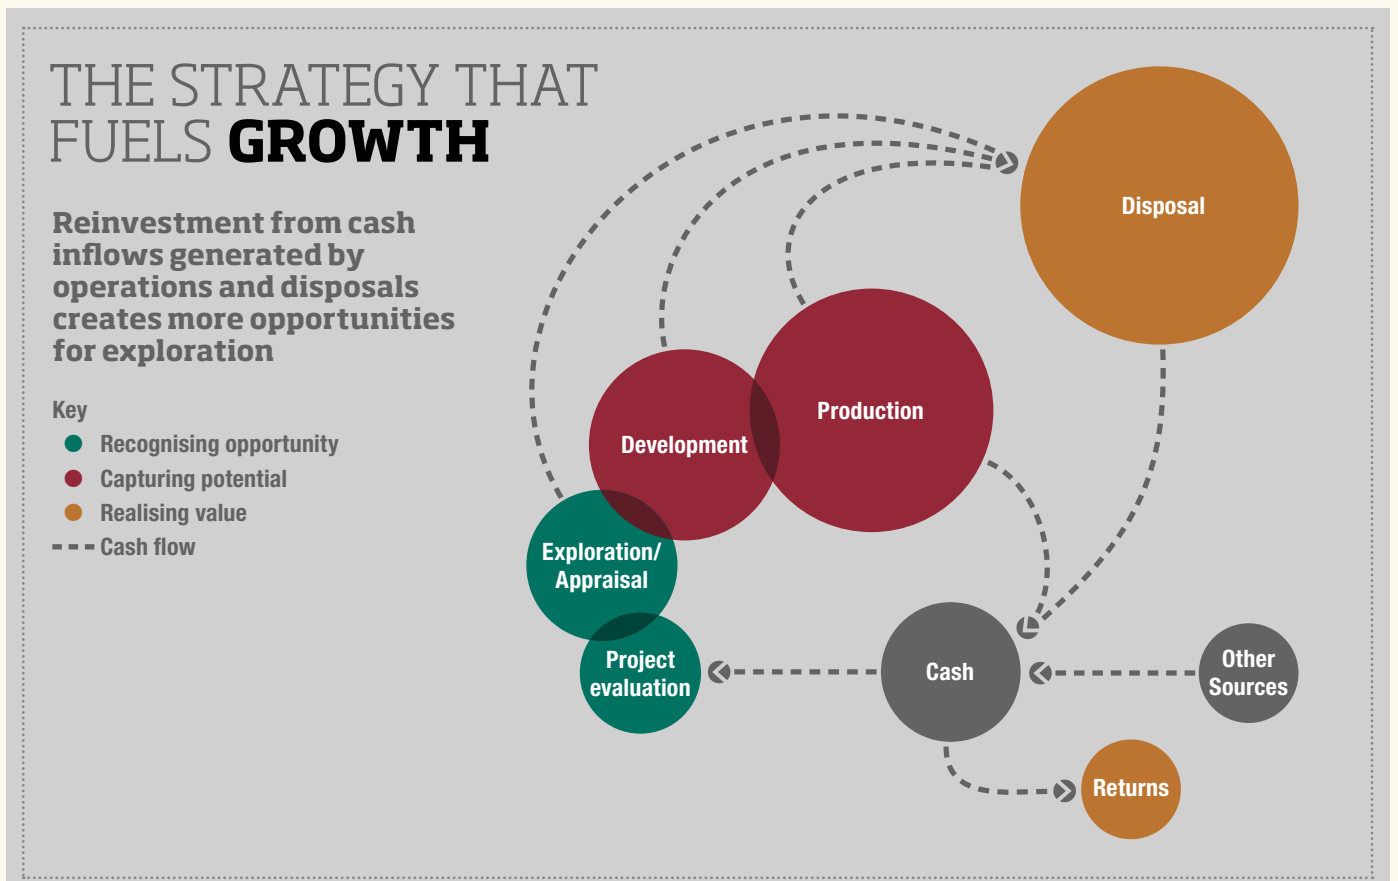 THE STRATEGY THAT
FUELS GROWTH
Reinvestment from cash
inflows generated by
operations and disposals
creates more opportunities
for exploration
Key
Recognising opportunity
Capturing potential
Realising value
Cash flow
Disposal
Production
Development
Exploration/
Appraisal
Project
evaluation
Cash
Other
Sources
Returns